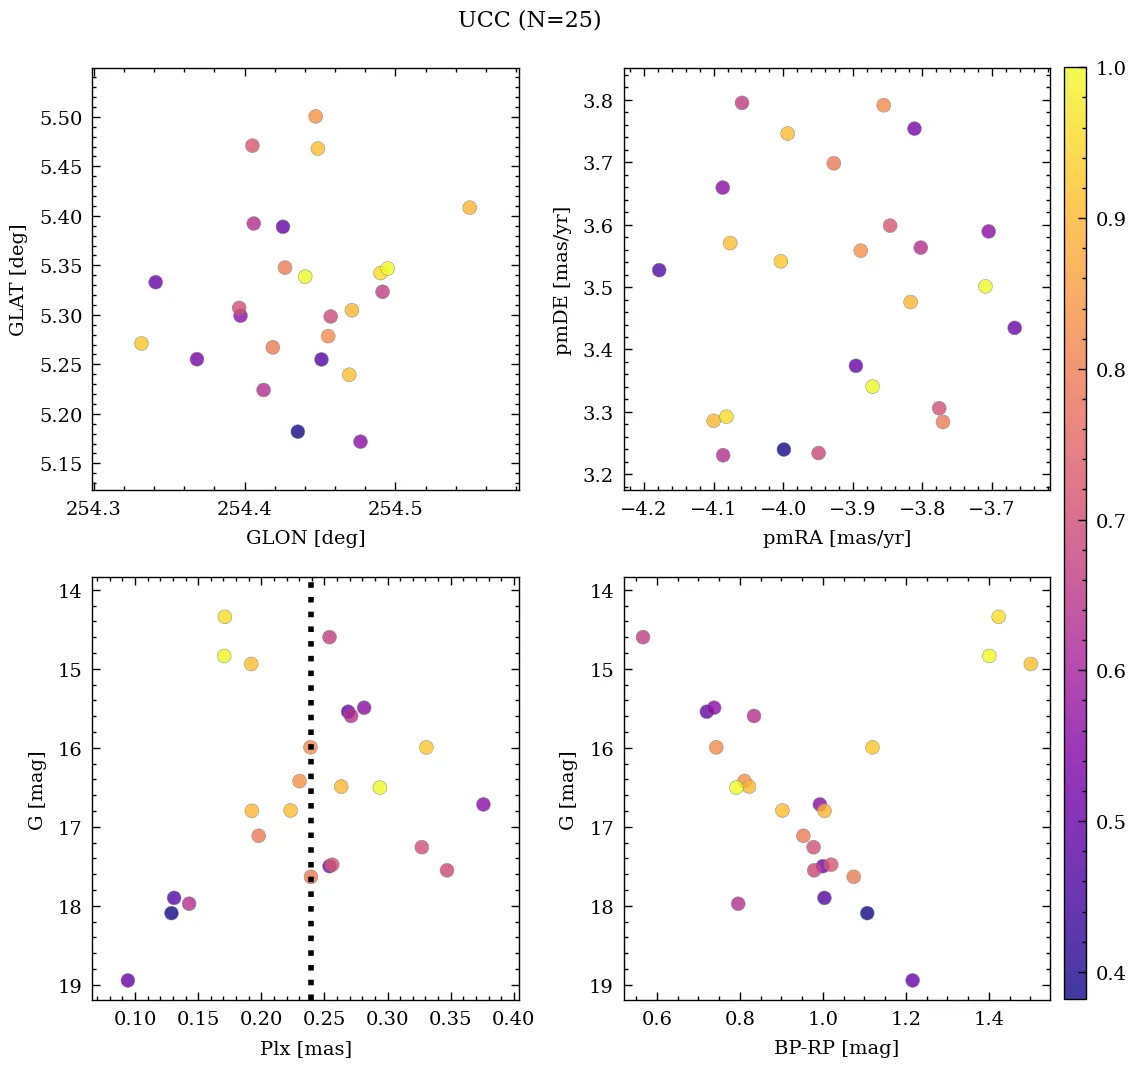 UCC (N=25)
5.50
5.45
5.40
5.35
5.30
5.25
5.20
5.15
GLAT [deg]
254.3 254.4 254.5
GLON [deg]
3.8
3.7
3.6
3.5
3.4
3.3
3.2
pmDE [mas/yr]
−4.2 −4.1 −4.0 −3.9 −3.8 −3.7
pmRA [mas/yr]
14
15
16
17
18
19
G [mag]
0.10 0.15 0.20 0.25 0.30 0.35 0.40
Plx [mas]
14
15
16
17
18
19
G [mag]
0.6 0.8 1.0 1.2 1.4
BP-RP [mag]
1.0
0.9
0.8
0.7
0.6
0.5
0.4